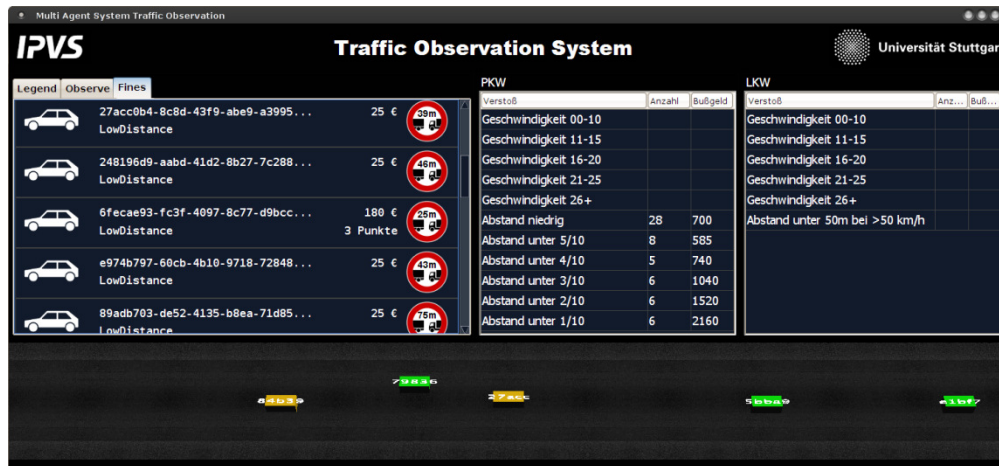 Multi Agent System Traffic Observation
IPVS
Traffic Observation System
Universität Stuttgar
Legend Observe Fines
27acc0b4-8c8d-43f9-abe9-a3995... 25 € 39m
LowDistance
248196d9-aabd-41d2-8b27-7c288... 25 € 46m
LowDistance
6fecae93-fc3f-4097-8c77-d9bcc... 180 € 25m
LowDistance 3 Punkte
e974b797-60cb-4b10-9718-72848... 25 € 43m
LowDistance
89adb703-de52-4135-b8ea-71d85... 25 € 75m
LowDistance
PKW
Verstoß Anzahl Bußgeld
Geschwindigkeit 00-10
Geschwindigkeit 11-15
Geschwindigkeit 16-20
Geschwindigkeit 21-25
Geschwindigkeit 26+
Abstand niedrig 28 700
Abstand unter 5/10 8 585
Abstand unter 4/10 5 740
Abstand unter 3/10 6 1040
Abstand unter 2/10 6 1520
Abstand unter 1/10 6 2160
LKW
Verstoß Anz... Buß...
Geschwindigkeit 00-10
Geschwindigkeit 11-15
Geschwindigkeit 16-20
Geschwindigkeit 21-25
Geschwindigkeit 26+
Abstand unter 50m bei >50 km/h
79836
84b39
27acc
5bba9
e1bf7